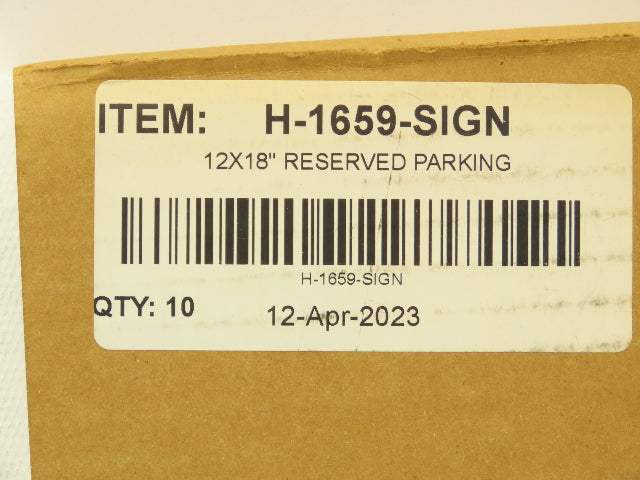 ITEM: H-1659-SIGN
12X18" RESERVED PARKING
H-1659-SIGN
QTY: 10 12-Apr-2023